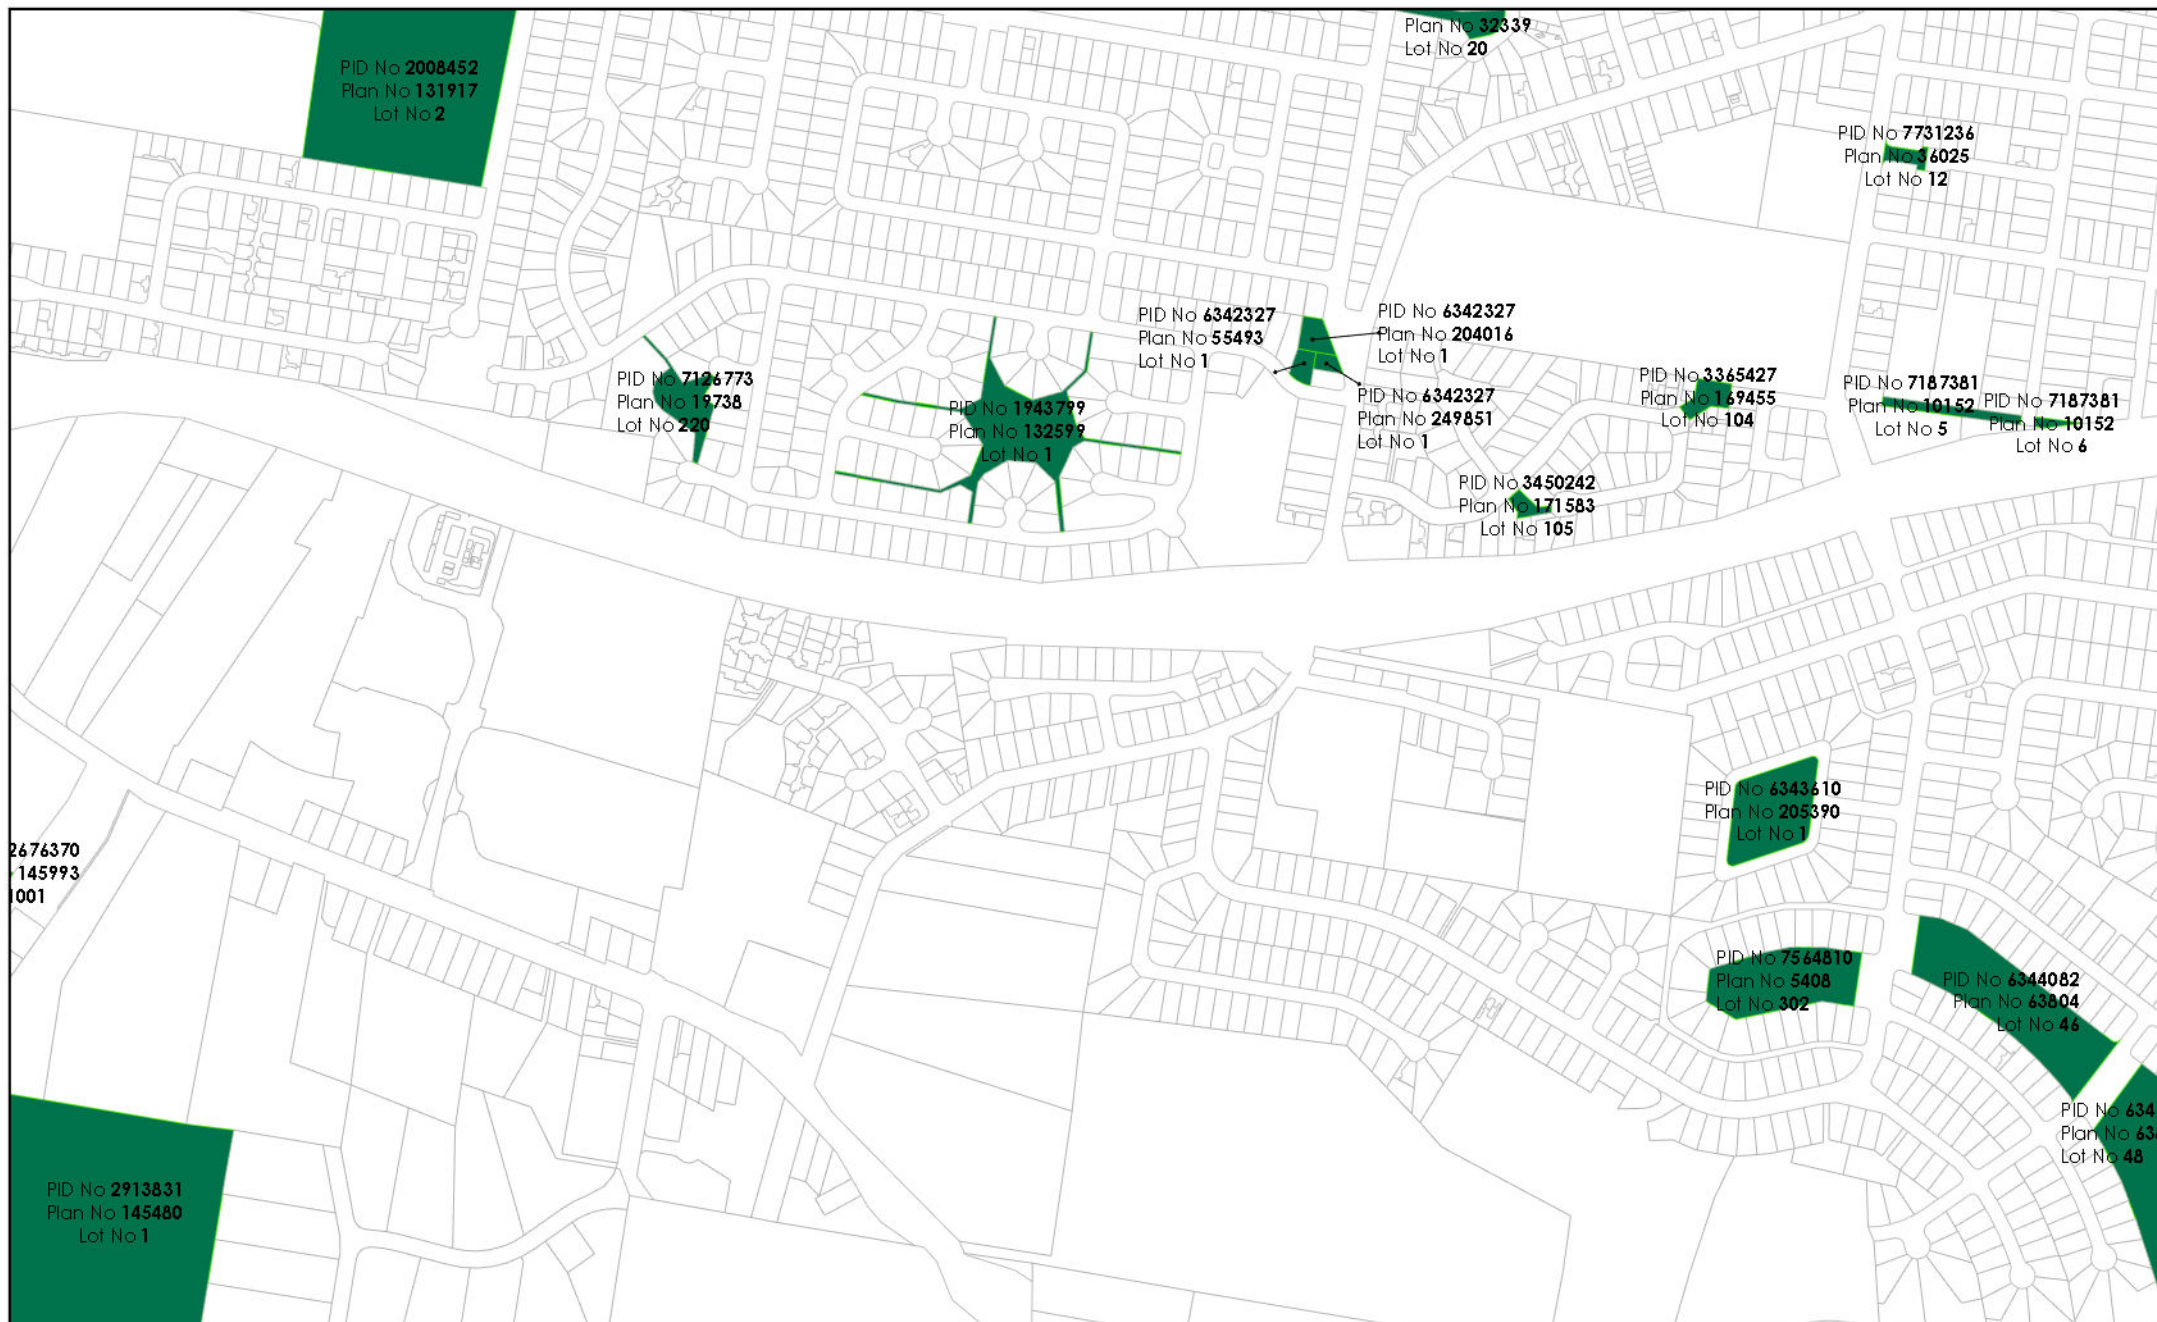 Plan No 32339
Lot No 20
PID No 2008452
Plan No 131917
Lot No 2
PID No 7731236
Plan No 36025
Lot No 12
PID No 6342327
Plan No 55493
Lot No 1
PID No 6342327
Plan No 204016
Lot No 1
PID No 7126773
Plan No 19738
Lot No 220
PID No 1943799
Plan No 132599
Lot No 1
PID No 6342327
Plan No 249851
Lot No 1
PID No 3365427
Plan No 169455
Lot No 104
PID No 7187381
Plan No 10152
Lot No 5
PID No 7187381
Plan No 10152
Lot No 6
PID No 3450242
Plan No 171583
Lot No 105
PID No 6343610
Plan No 205390
Lot No 1
2676370
145993
1001
PID No 7564810
Plan No 5408
Lot No 302
PID No 6344082
Plan No 63804
Lot No 46
PID No 634
Plan No 63
Lot No 48
PID No 2913831
Plan No 145480
Lot No 1